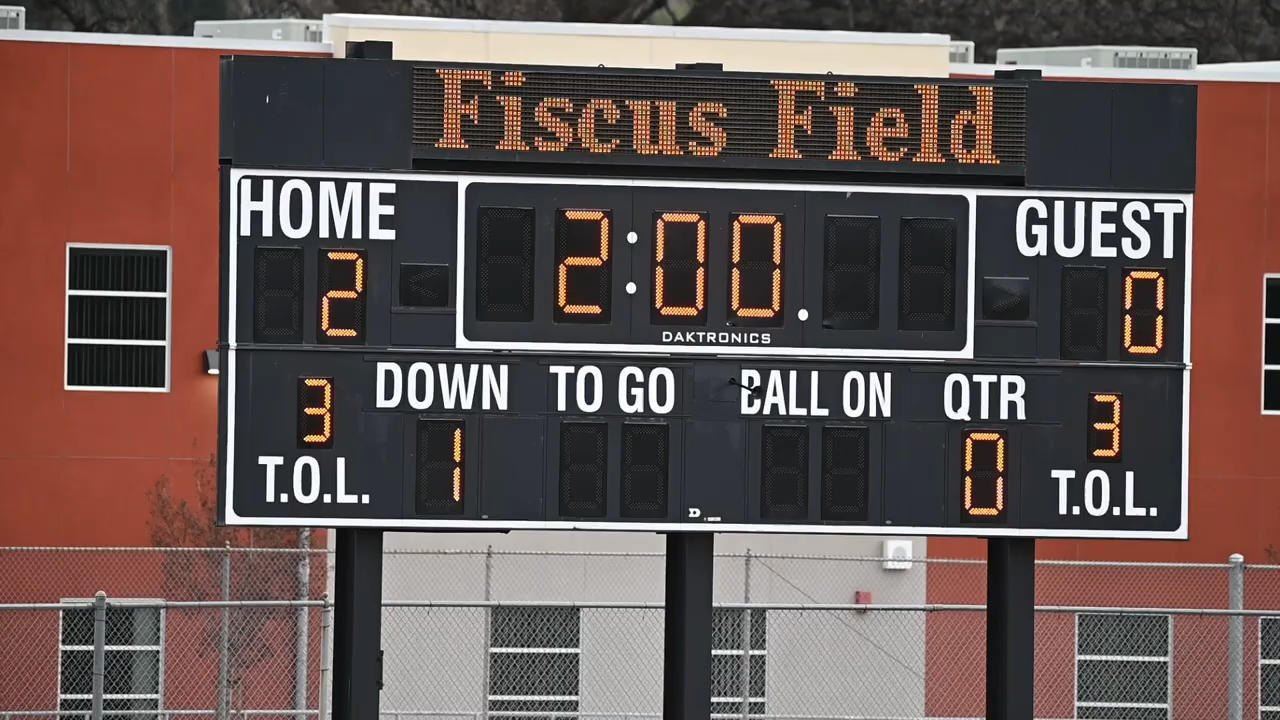 Fiscus Field
HOME 2:00. GUEST
2 0
DAKTRONICS
3 DOWN TO GO BALL ON QTR 3
T.O.L. 1 0 T.O.L.